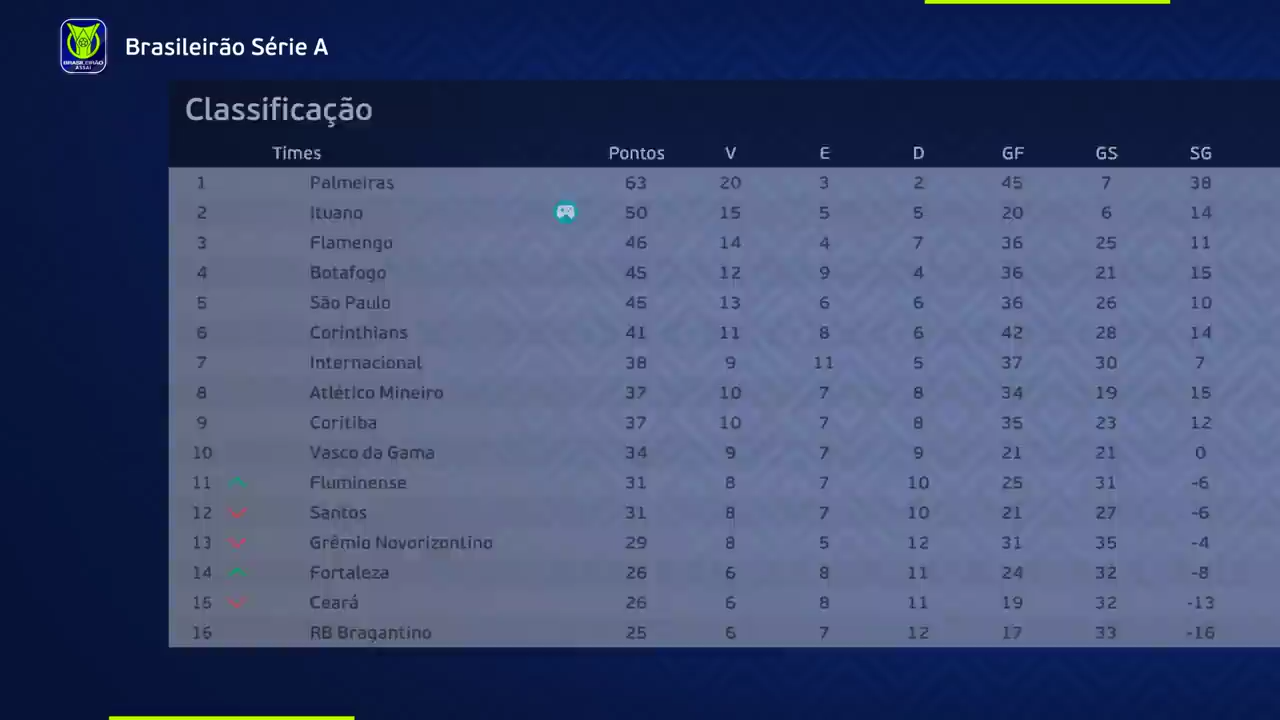 BRASILEIRÃO
ASSAÍ
Brasileirão Série A
Classificação
Times Pontos V E D GF GS SG
1 Palmeiras 63 20 3 2 45 7 38
2 Ituano 50 15 5 5 20 6 14
3 Flamengo 46 14 4 7 36 25 11
4 Botafogo 45 12 9 4 36 21 15
5 São Paulo 45 13 6 6 36 26 10
6 Corinthians 41 11 8 6 42 28 14
7 Internacional 38 9 11 5 37 30 7
8 Atlético Mineiro 37 10 7 8 34 19 15
9 Coritiba 37 10 7 8 35 23 12
10 Vasco da Gama 34 9 7 9 21 21 0
11 Fluminense 31 8 7 10 25 31 -6
12 Santos 31 8 7 10 21 27 -6
13 Grêmio Novorizontino 29 8 5 12 31 35 -4
14 Fortaleza 26 6 8 11 24 32 -8
15 Ceará 26 6 8 11 19 32 -13
16 RB Bragantino 25 6 7 12 17 33 -16